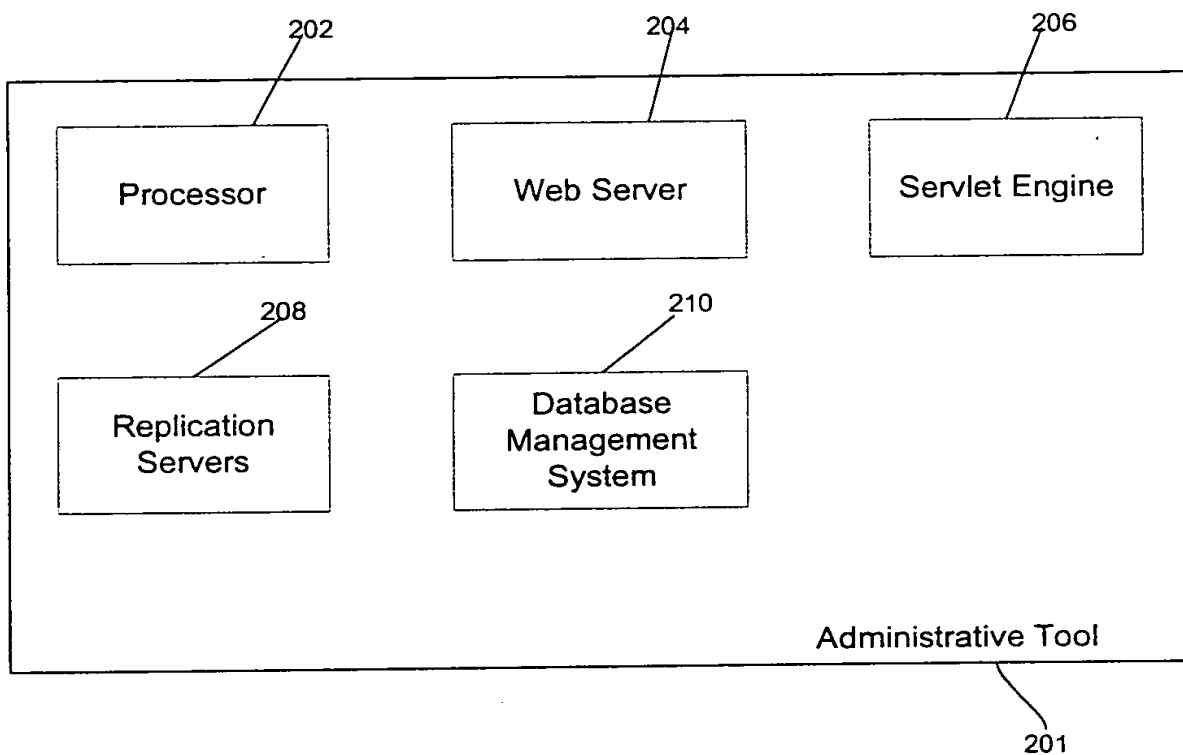 202
204
206
Processor
Web Server
Servlet Engine
208
210
Replication
Servers
Database
Management
System
Administrative Tool
201